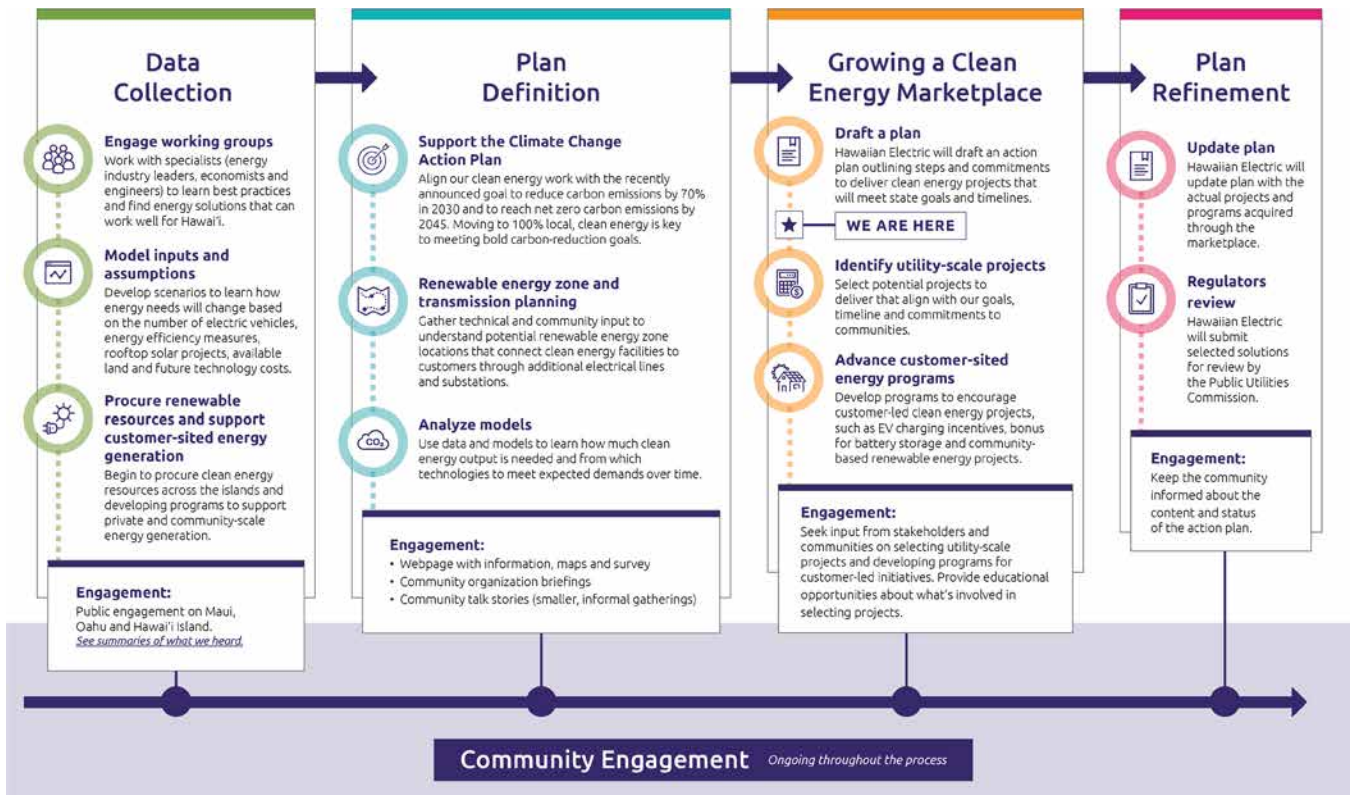 Data
Collection
Engage working groups
Work with specialists (energy
industry leaders, economists and
engineers) to learn best practices
and find energy solutions that can
work well for Hawai'i.
Model inputs and
assumptions
Develop scenarios to learn how
energy needs will change based
on the number of electric vehicles,
energy efficiency measures,
rooftop solar projects, available
land and future technology costs.
Procure renewable
resources and support
customer-sited energy
generation
Begin to procure clean energy
resources across the islands and
developing programs to support
private and community-scale
energy generation.
Engagement:
Public engagement on Maui,
Oahu and Hawai'i Island.
See summaries of what we heard.
Plan
Definition
Support the Climate Change
Action Plan
Align our clean energy work with the recently
announced goal to reduce carbon emissions by 70%
in 2030 and to reach net zero carbon emissions by
2045. Moving to 100% local, clean energy is key
to meeting bold carbon-reduction goals.
Renewable energy zone and
transmission planning
Gather technical and community input to
understand potential renewable energy zone
locations that connect clean energy facilities to
customers through additional electrical lines
and substations.
CO₂
Analyze models
Use data and models to learn how much clean
energy output is needed and from which
technologies to meet expected demands over time.
Engagement:
• Webpage with information, maps and survey
• Community organization briefings
• Community talk stories (smaller, informal gatherings)
Growing a Clean
Energy Marketplace
Draft a plan
Hawaiian Electric will draft an action
plan outlining steps and commitments
to deliver clean energy projects that
will meet state goals and timelines.
WE ARE HERE
$
Identify utility-scale projects
Select potential projects to
deliver that align with our goals,
timeline and commitments to
communities.
Advance customer-sited
energy programs
Develop programs to encourage
customer-led clean energy projects,
such as EV charging incentives, bonus
for battery storage and community-
based renewable energy projects.
Engagement:
Seek input from stakeholders and
communities on selecting utility-scale
projects and developing programs for
customer-led initiatives. Provide educational
opportunities about what's involved in
selecting projects.
Plan
Refinement
Update plan
Hawaiian Electric will
update plan with the
actual projects and
programs acquired
through the
marketplace.
Regulators
review
Hawaiian Electric
will submit
selected solutions
for review by
the Public Utilities
Commission.
Engagement:
Keep the community
informed about the
content and status
of the action plan.
Community Engagement Ongoing throughout the process